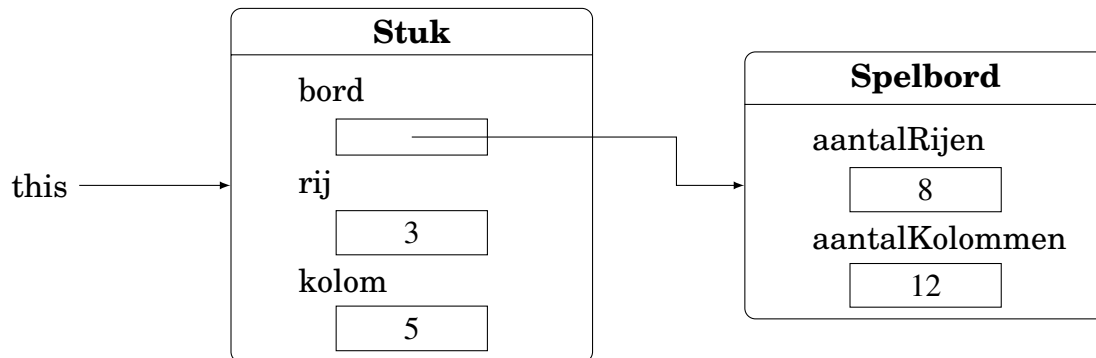 this
Stuk
bord
rij
3
kolom
5
Spelbord
aantalRijen
8
aantalKolommen
12